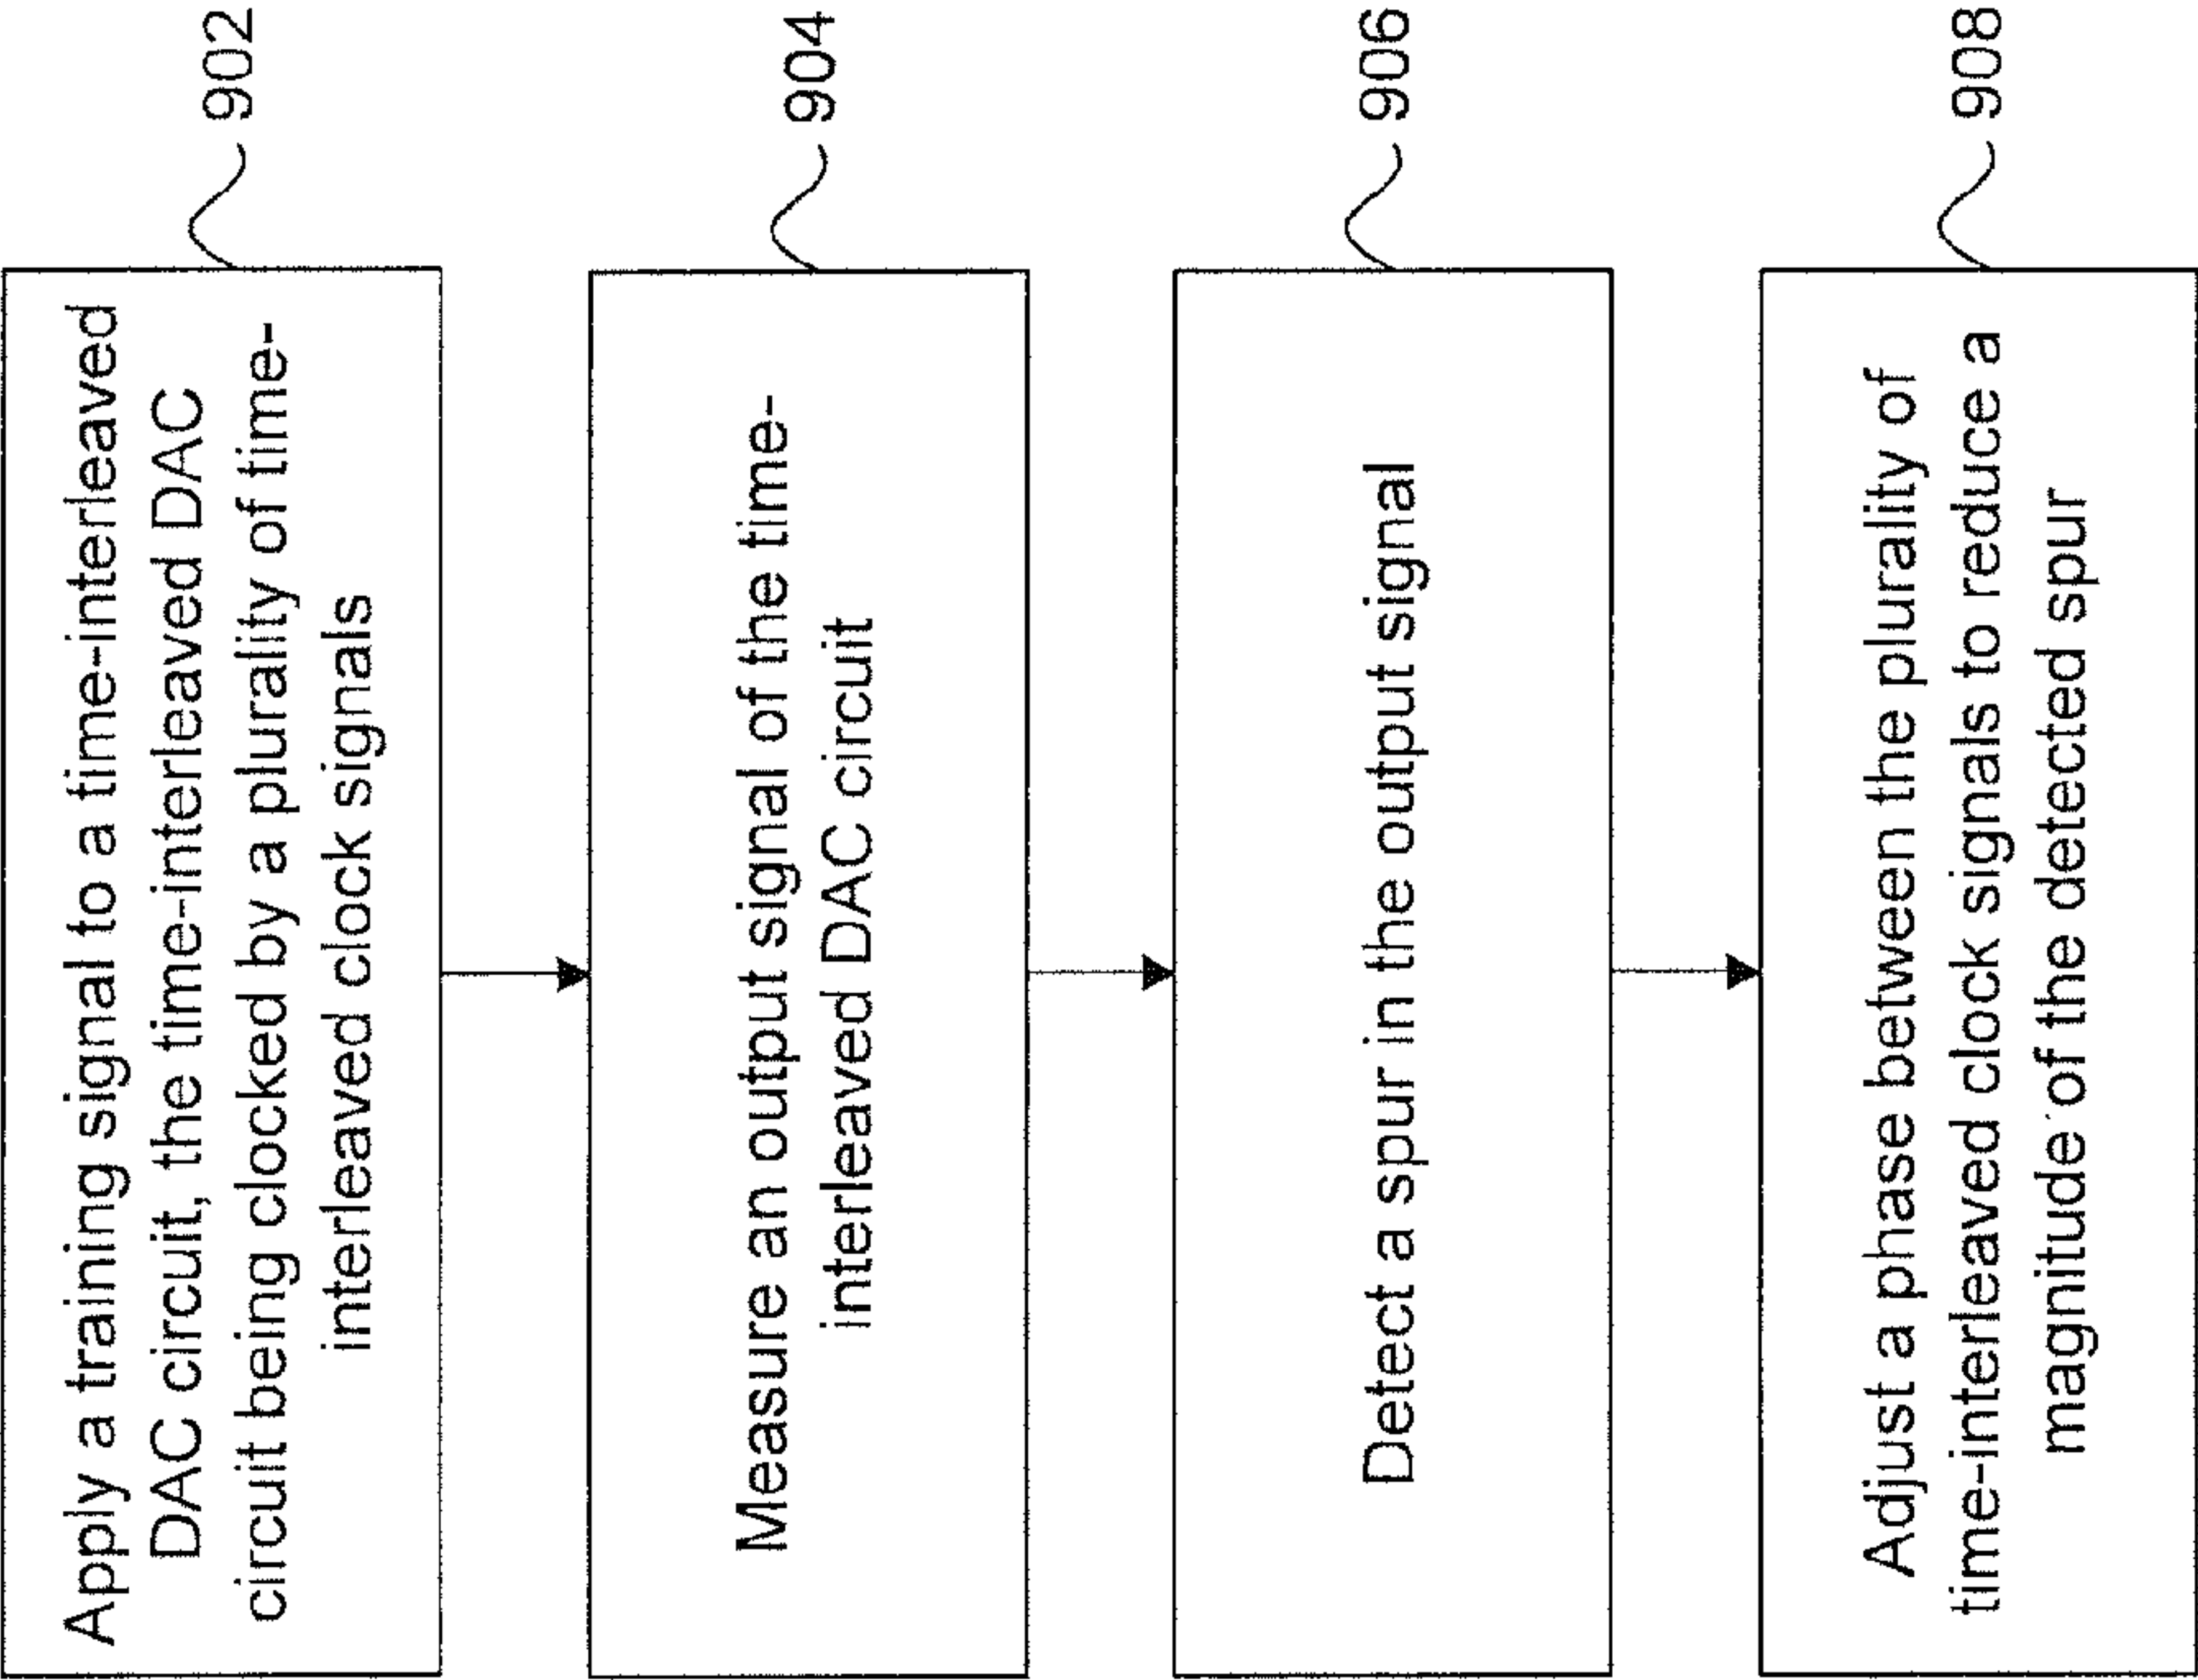 Apply a training signal to a time-interleaved
DAC circuit, the time-interleaved DAC
circuit being clocked by a plurality of time-
interleaved clock signals
902
Measure an output signal of the time-
interleaved DAC circuit
904
Detect a spur in the output signal
906
Adjust a phase between the plurality of
time-interleaved clock signals to reduce a
magnitude of the detected spur
908